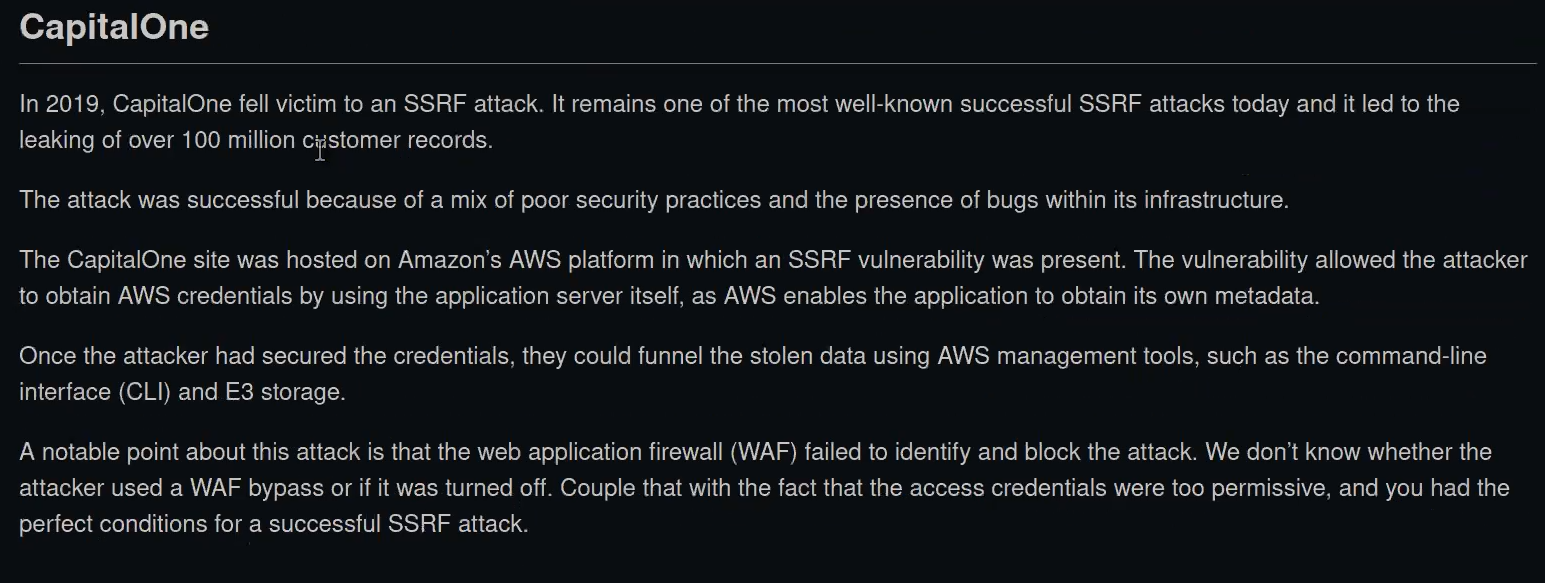 CapitalOne
In 2019, CapitalOne fell victim to an SSRF attack. It remains one of the most well-known successful SSRF attacks today and it led to the
leaking of over 100 million customer records.
The attack was successful because of a mix of poor security practices and the presence of bugs within its infrastructure.
The CapitalOne site was hosted on Amazon’s AWS platform in which an SSRF vulnerability was present. The vulnerability allowed the attacker
to obtain AWS credentials by using the application server itself, as AWS enables the application to obtain its own metadata.
Once the attacker had secured the credentials, they could funnel the stolen data using AWS management tools, such as the command-line
interface (CLI) and E3 storage.
A notable point about this attack is that the web application firewall (WAF) failed to identify and block the attack. We don’t know whether the
attacker used a WAF bypass or if it was turned off. Couple that with the fact that the access credentials were too permissive, and you had the
perfect conditions for a successful SSRF attack.